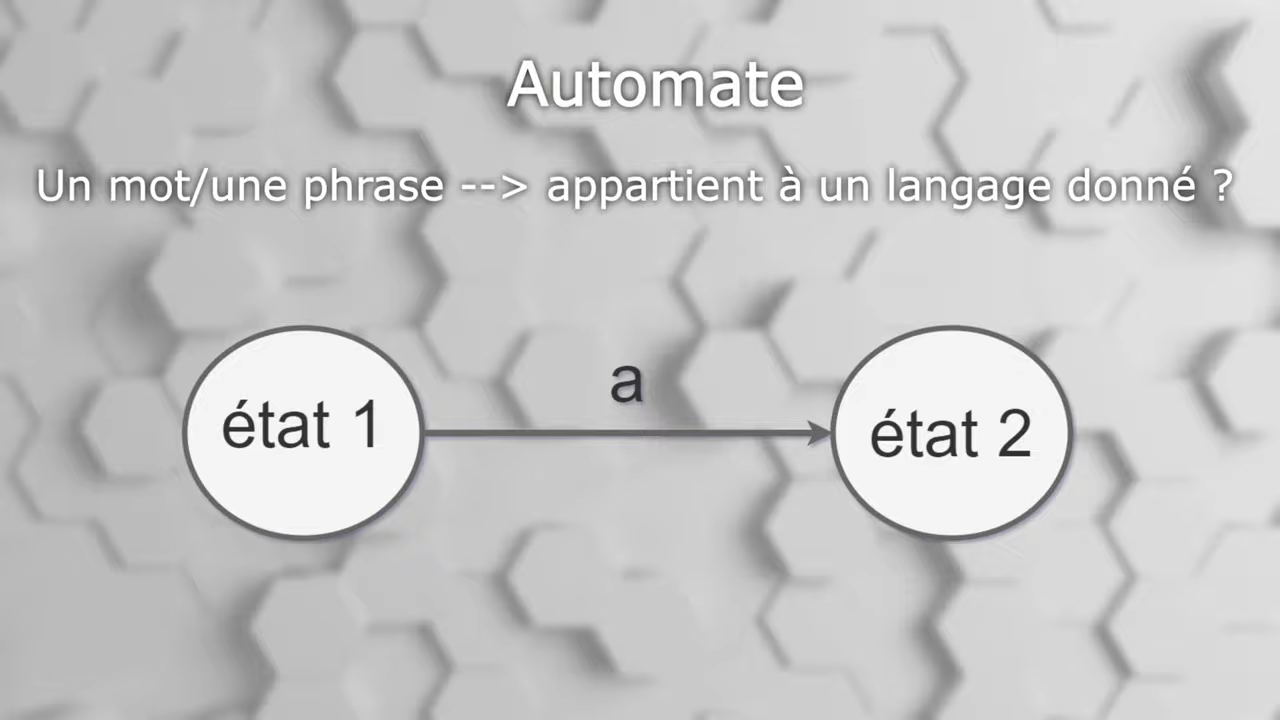 Automate
Un mot/une phrase --> appartient à un langage donné ?
a
état 1
état 2